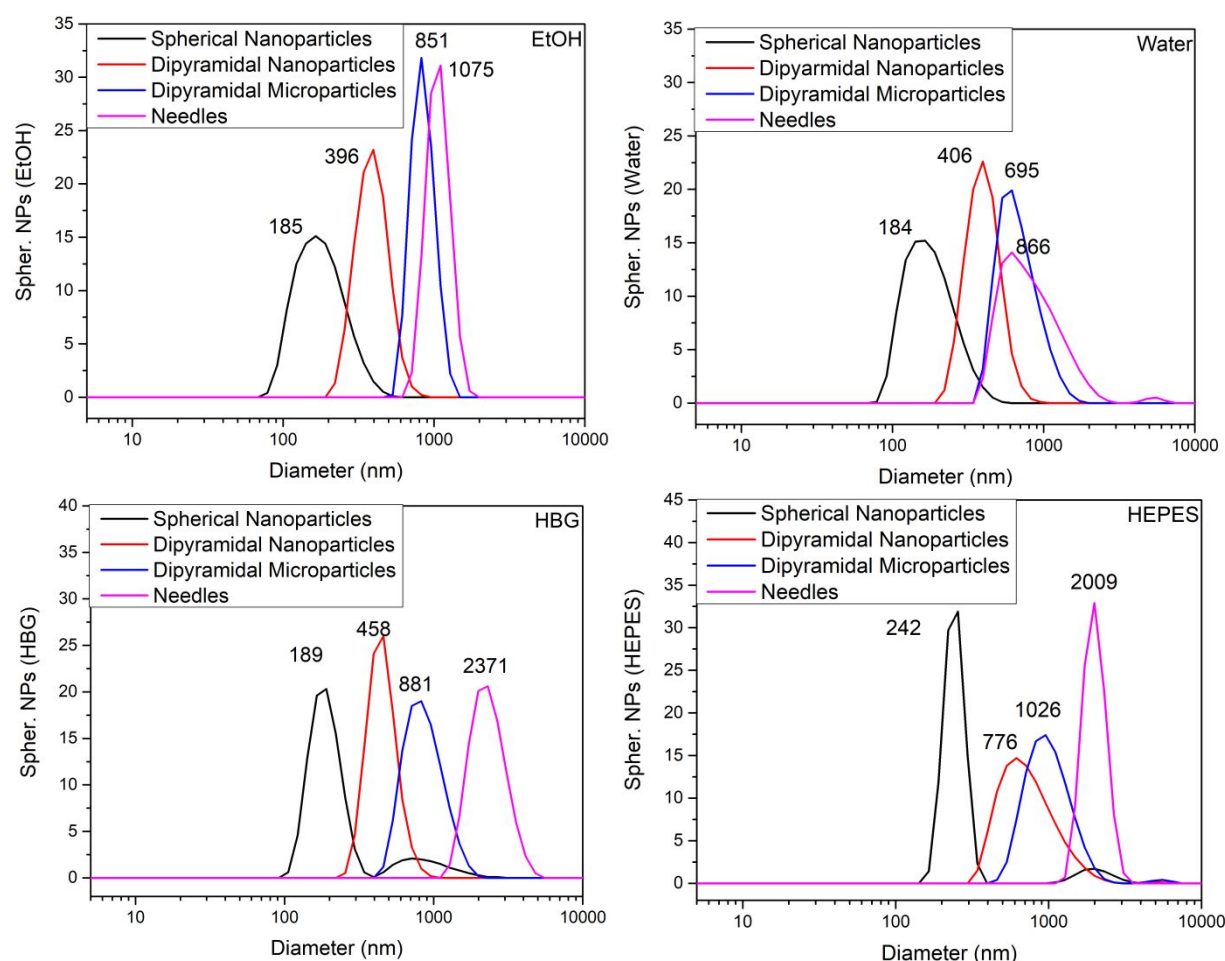 EtOH
Spherical Nanoparticles
Dipyramidal Nanoparticles
Dipyramidal Microparticles
Needles
851
1075
396
185
35
30
25
20
15
10
5
0
Spher. NPs (EtOH)
10 100 1000 10000
Diameter (nm)
Water
Spherical Nanoparticles
Dipyarmidal Nanoparticles
Dipyramidal Microparticles
Needles
406
695
184
866
35
30
25
20
15
10
5
0
Spher. NPs (Water)
10 100 1000 10000
Diameter (nm)
HBG
Spherical Nanoparticles
Dipyramidal Nanoparticles
Dipyramidal Microparticles
Needles
458
189
881
2371
40
35
30
25
20
15
10
5
0
Spher. NPs (HBG)
10 100 1000 10000
Diameter (nm)
HEPES
Spherical Nanoparticles
Dipyramidal Nanoparticles
Dipyramidal Microparticles
Needles
2009
242
1026
776
45
40
35
30
25
20
15
10
5
0
Spher. NPs (HEPES)
10 100 1000 10000
Diameter (nm)